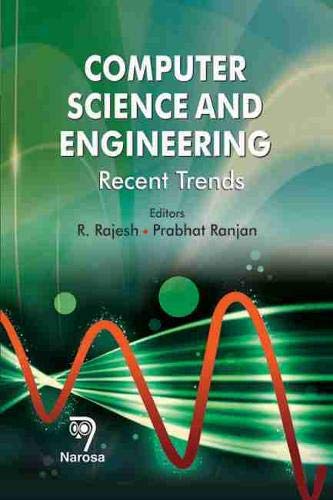 COMPUTER
SCIENCE AND
ENGINEERING
Recent Trends
Editors
R. Rajesh • Prabhat Ranjan
Narosa